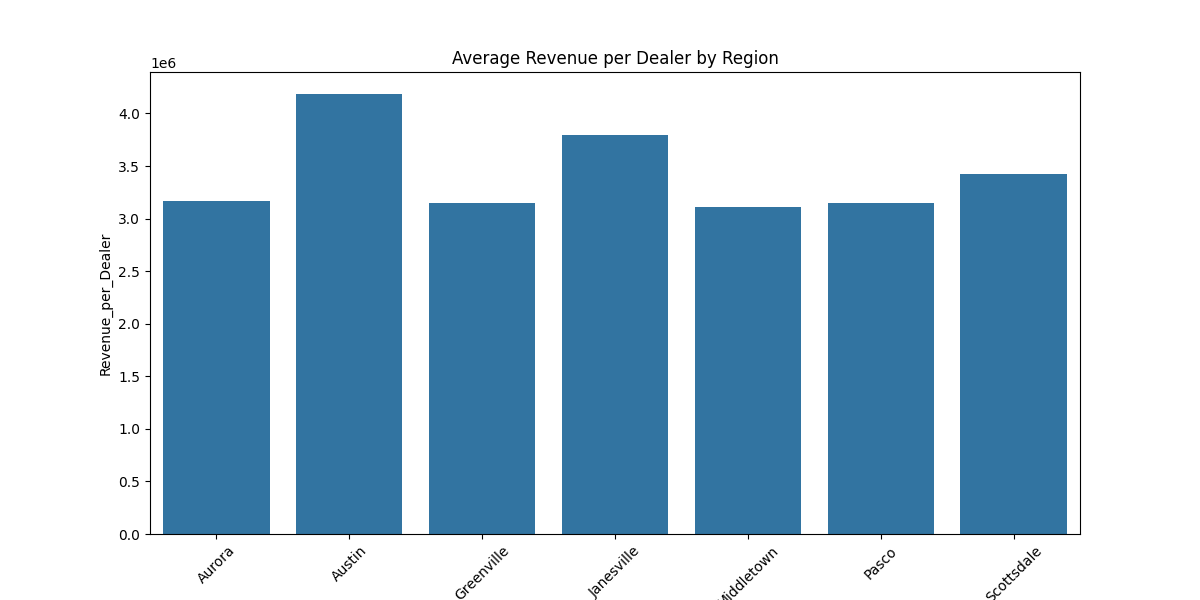 Average Revenue per Dealer by Region
1e6
4.0
3.5
3.0
2.5
2.0
1.5
1.0
0.5
0.0
Revenue_per_Dealer
Aurora
Austin
Greenville
Janesville
Middletown
Pasco
Scottsdale